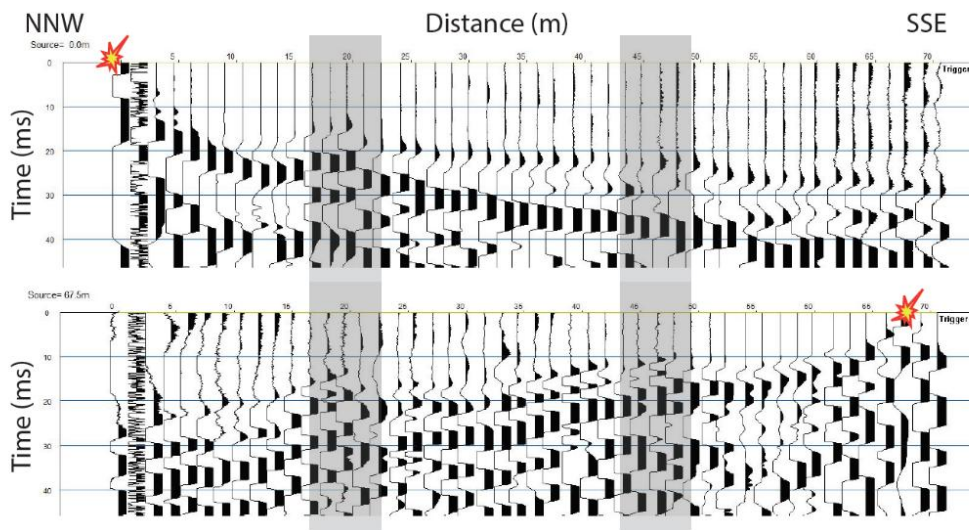 NNW Distance (m) SSE
Source= 0.0m
5 10 15 20 25 30 35 40 45 50 55 60 65 70
Trigger
0
10
20
30
40
Time (ms)
Source= 67.5m
0 5 10 15 20 25 30 35 40 45 50 55 60 65 70
Trigger
0
10
20
30
40
Time (ms)